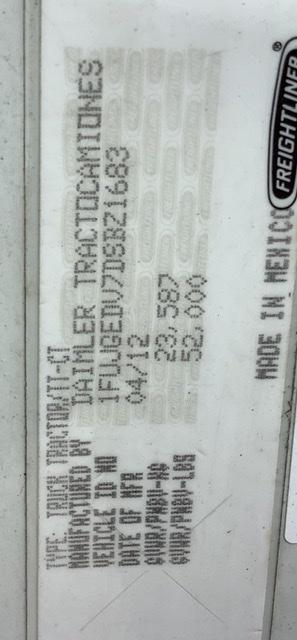 TYPE: TRUCK TRACTOR/TT-CT
MANUFACTURED BY DAIMLER TRACTOCAMIONES
VEHICLE ID NO 1FUJGEDV7DSBZ1683
DATE OF MFR 04/12
GVWR/PNBV-KG 23,587
GVWR/PNBV-LBS 52,000
MADE IN MEXICO
FREIGHTLINER®